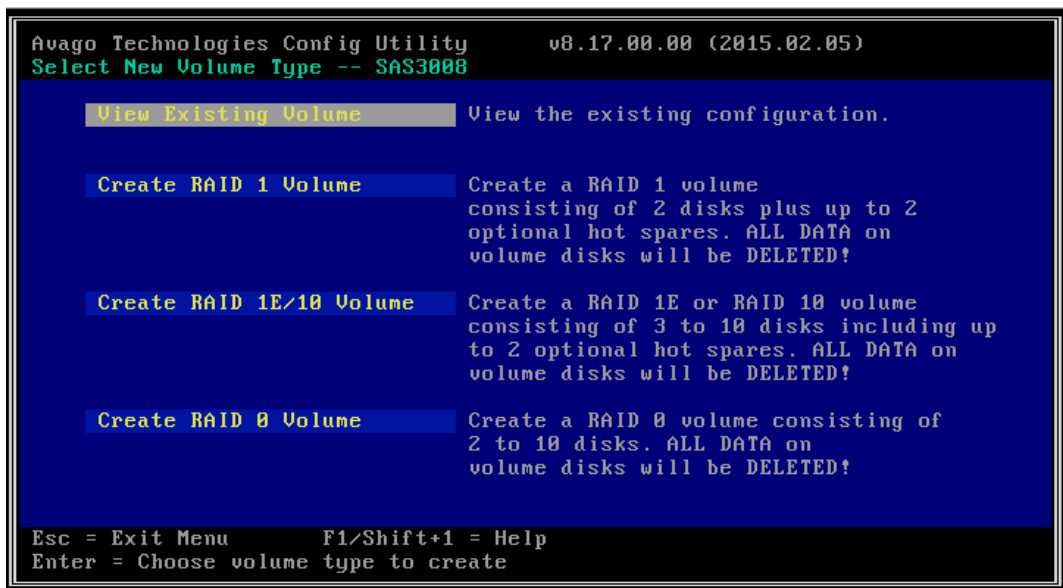 Avago Technologies Config Utility v8.17.00.00 (2015.02.05)
Select New Volume Type -- SAS3008
View Existing Volume View the existing configuration.
Create RAID 1 Volume Create a RAID 1 volume
consisting of 2 disks plus up to 2
optional hot spares. ALL DATA on
volume disks will be DELETED!
Create RAID 1E/10 Volume Create a RAID 1E or RAID 10 volume
consisting of 3 to 10 disks including up
to 2 optional hot spares. ALL DATA on
volume disks will be DELETED!
Create RAID 0 Volume Create a RAID 0 volume consisting of
2 to 10 disks. ALL DATA on
volume disks will be DELETED!
Esc = Exit Menu F1/Shift+1 = Help
Enter = Choose volume type to create